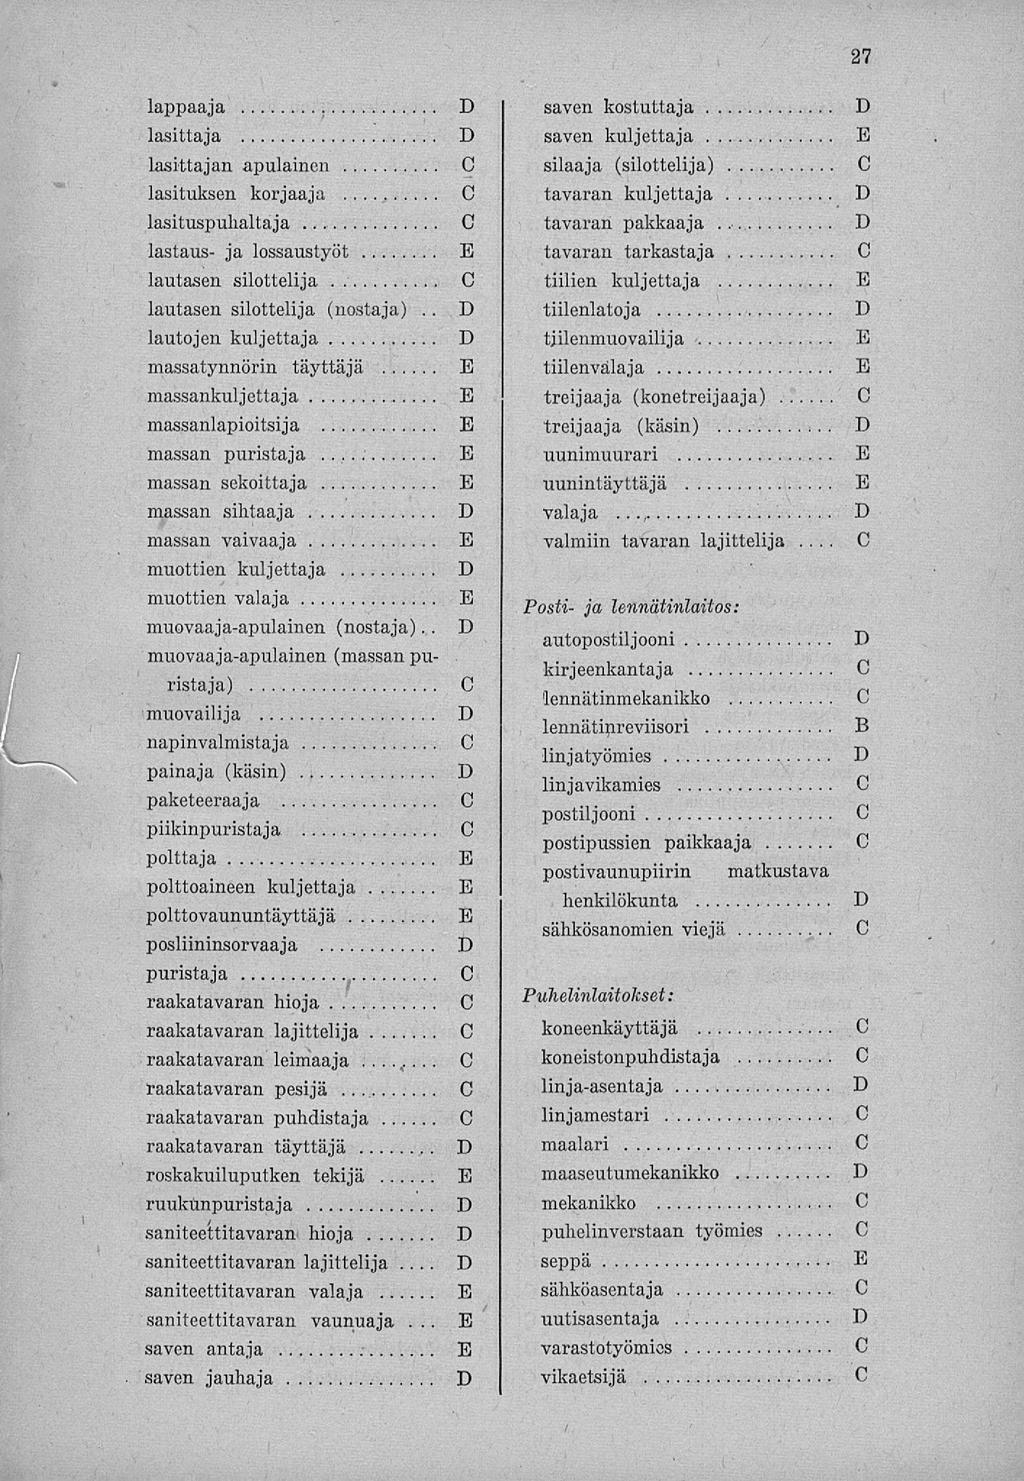 27
lappaaja ...................... D
lasittaja ...................... D
lasittajan apulainen .......... C
lasituksen korjaaja .......... C
lasituspuhaltaja .............. C
lastaus- ja lossaustyöt ........ E
lautasen silottelija ............ C
lautasen silottelija (nostaja) .. D
lautojen kuljettaja ............ D
massatynnörin täyttäjä ...... E
massankuljettaja .............. E
massanlapioitsija ............ E
massan puristaja ............ E
massan sekoittaja ............ E
massan sihtaaja .............. D
massan vaivaaja .............. E
muottien kuljettaja .......... D
muottien valaja .............. E
muovaaja-apulainen (nostaja) .. D
muovaaja-apulainen (massan pu-
ristaja) .................... C
muovailija .................... D
napinvalmistaja .............. C
painaja (käsin) .............. D
paketeeraaja ................ C
piikinpuristaja .............. C
polttaja ...................... E
polttoaineen kuljettaja ........ E
polttovaununtäyttäjä .......... E
posliininsorvaaja ............ D
puristaja .................... C
raakatavaran hioja ............ C
raakatavaran lajittelija ........ C
raakatavaran leimaaja ........ C
raakatavaran pesijä .......... C
raakatavaran puhdistaja ...... C
raakatavaran täyttäjä ........ D
roskakuiluputken tekijä ...... E
ruukunpuristaja .............. D
saniteettitavaran hioja ........ D
saniteettitavaran lajittelija .... D
saniteettitavaran valaja ...... E
saniteettitavaran vaunuaja ... E
saven antaja ................ E
saven jauhaja ................ D
saven kostuttaja .............. D
saven kuljettaja .............. E
silaaja (silottelija) ............ C
tavaran kuljettaja ............ D
tavaran pakkaaja ............ D
tavaran tarkastaja ............ C
tiilien kuljettaja ............ E
tiilenlatoja .................. D
tiilenmuovailija .............. E
tiilenvalaja .................. E
treijaaja (konetreijaaja) ...... C
treijaaja (käsin) ............ D
uunimuurari ................ E
uunintäyttäjä ................ E
valaja ........................ D
valmiin tavaran lajittelija .... C
Posti- ja lennätinlaitos:
autopostiljooni ................ D
kirjeenkantaja ................ C
lennätinmekanikko ............ C
lennätinreviisori .............. B
linjatyömies .................. D
linjavikamies ................ C
postiljooni .................... C
postipussien paikkaaja ........ C
postivaunupiirin matkustava
henkilökunta .............. D
sähkösanomien viejä .......... C
Puhelinlaitokset:
koneenkäyttäjä .............. C
koneistonpuhdistaja .......... C
linja-asentaja ................ D
linjamestari .................. C
maalari ...................... C
maaseutumekanikko .......... D
mekanikko .................. C
puhelinverstaan työmies ...... C
seppä ........................ E
sähköasentaja ................ C
uutisasentaja ................ D
varastotyömies ................ C
vikaetsijä .................... C